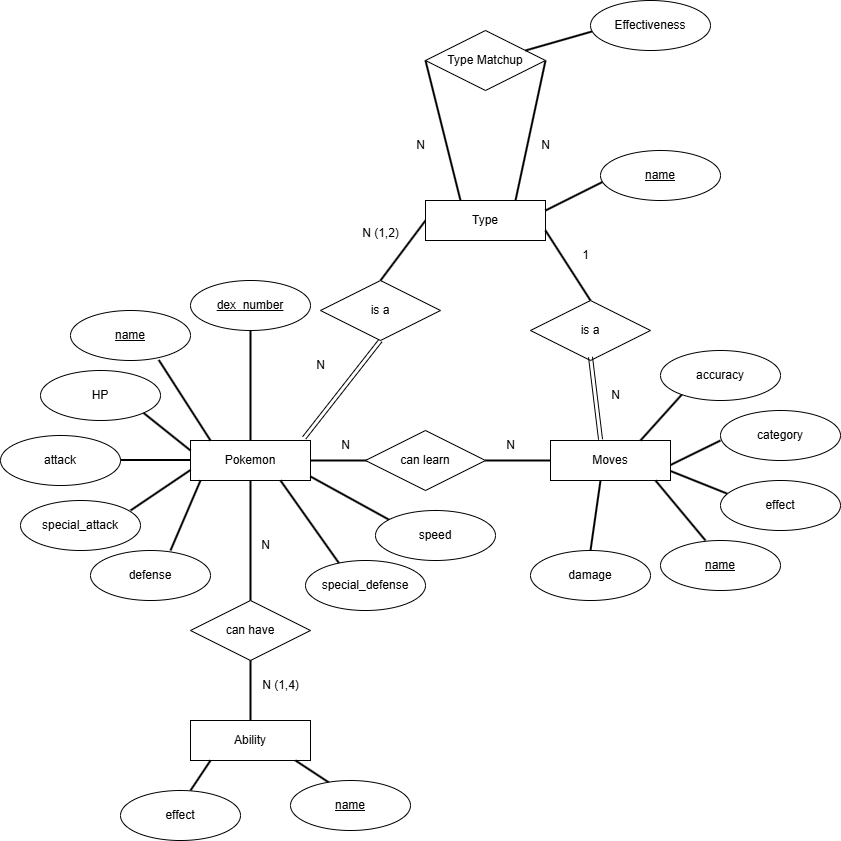 Effectiveness
Type Matchup
N
N
name
Type
N (1,2)
1
dex_number
is a
is a
name
N
accuracy
HP
N
category
attack
Pokemon
N
can learn
N
Moves
effect
special_attack
speed
N
defense
special_defense
damage
name
can have
N (1,4)
Ability
effect
name